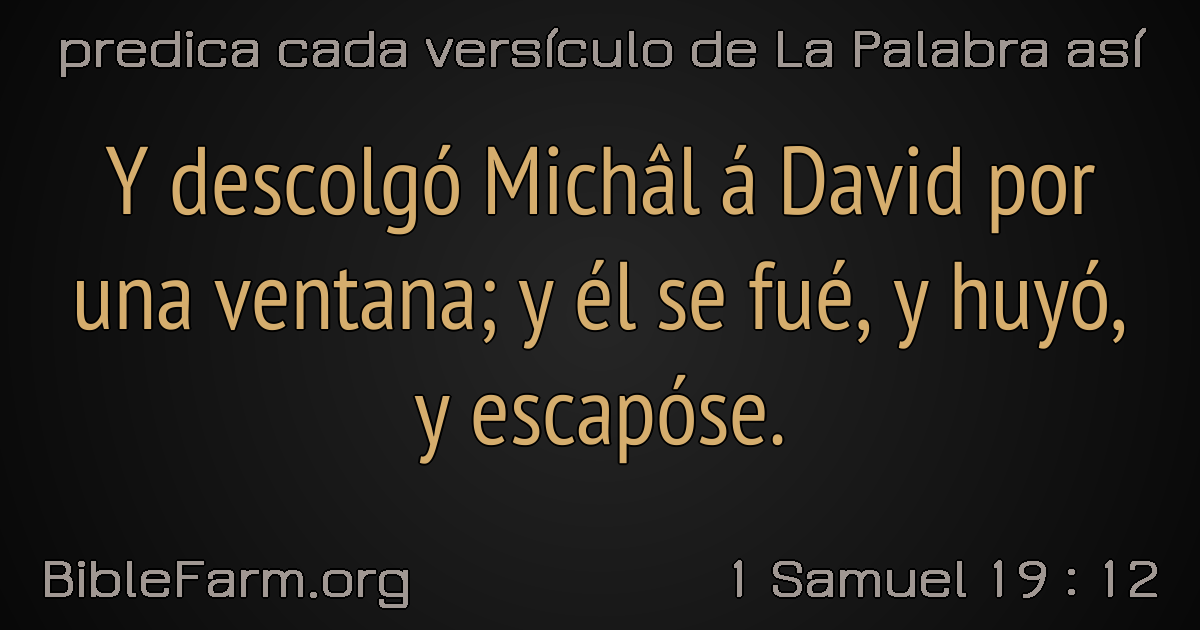 predica cada versículo de La Palabra así
Y descolgó Michâl á David por
una ventana; y él se fué, y huyó,
y escapóse.
BibleFarm.org
1 Samuel 19 : 12